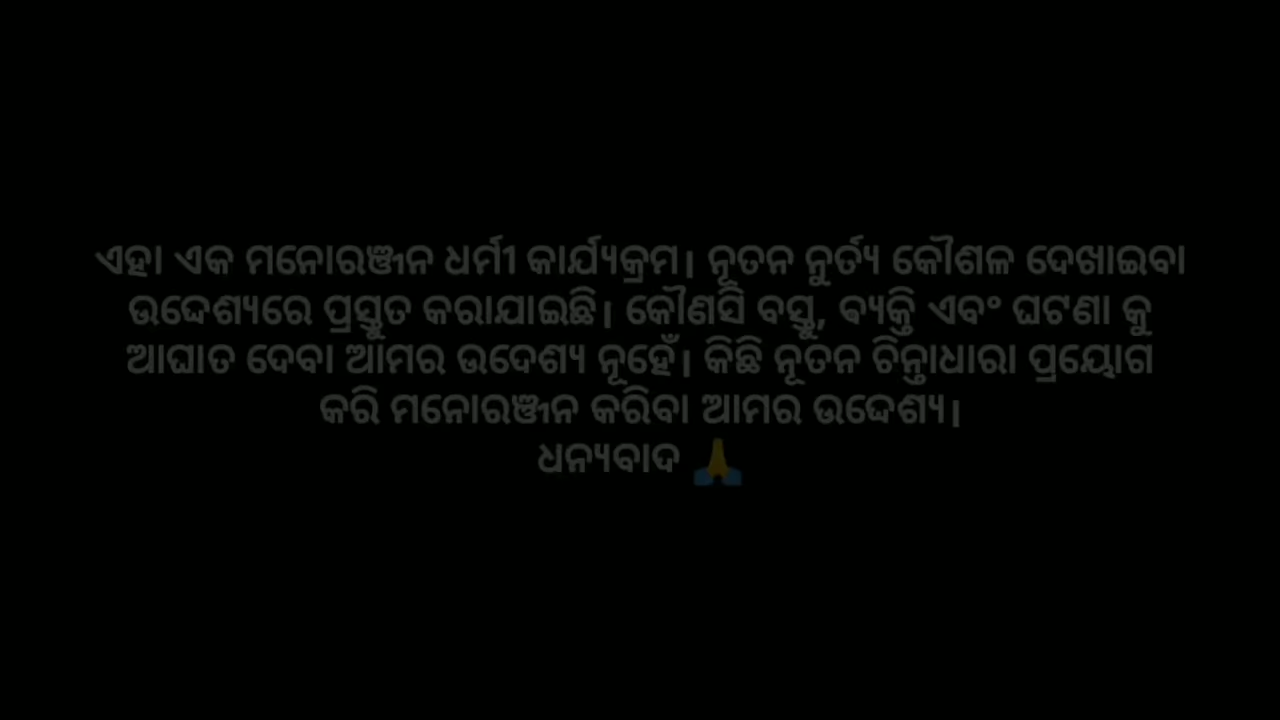 ଏହା ଏକ ମନୋରଞ୍ଜନ ଧର୍ମୀ କାର୍ଯ୍ୟକ୍ରମ। ନୂତନ ନୁର୍ତ୍ୟ କୌଶଳ ଦେଖାଇବା
ଉଦ୍ଦେଶ୍ୟରେ ପ୍ରସ୍ତୁତ କରାଯାଇଛି। କୌଣସି ବସ୍ତୁ, ଵ୍ୟକ୍ତି ଏବଂ ଘଟଣା କୁ
ଆଘାତ ଦେବା ଆମର ଉଦେଶ୍ୟ ନୂହେଁ। କିଛି ନୂତନ ଚିନ୍ତାଧାରା ପ୍ରୟୋଗ
କରି ମନୋରଞ୍ଜନ କରିବା ଆମର ଉଦ୍ଦେଶ୍ୟ।
ଧନ୍ୟବାଦ 🙏